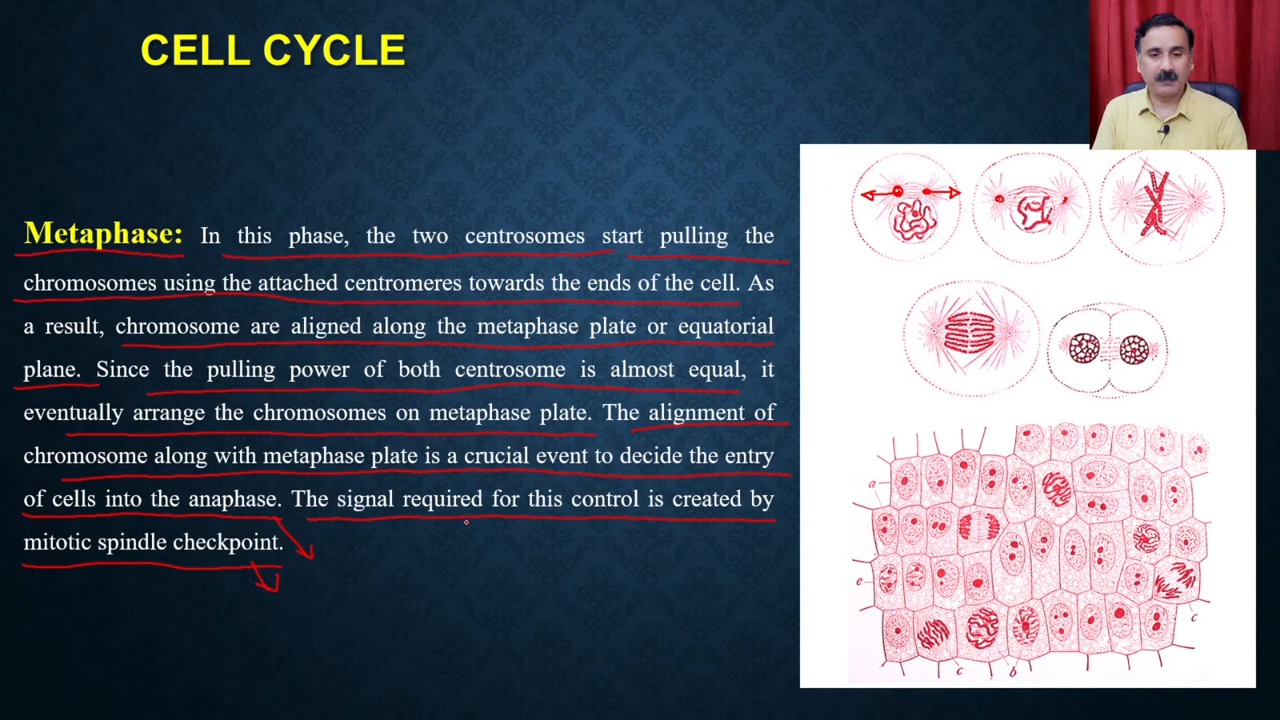 CELL CYCLE
Metaphase: In this phase, the two centrosomes start pulling the
chromosomes using the attached centromeres towards the ends of the cell. As
a result, chromosome are aligned along the metaphase plate or equatorial
plane. Since the pulling power of both centrosome is almost equal, it
eventually arrange the chromosomes on metaphase plate. The alignment of
chromosome along with metaphase plate is a crucial event to decide the entry
of cells into the anaphase. The signal required for this control is created by
mitotic spindle checkpoint.
a
e
c
c
b